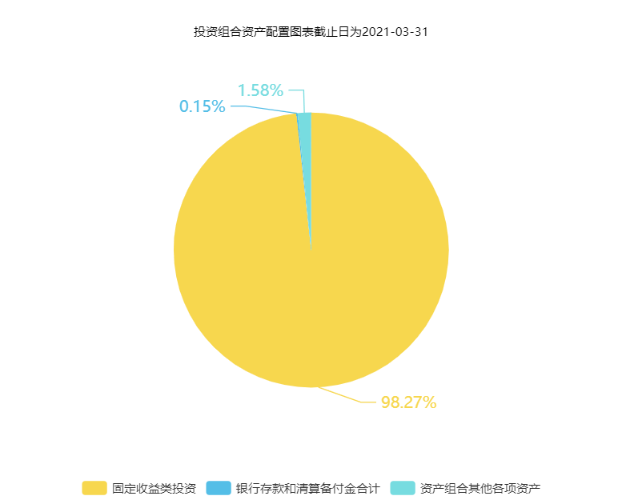 投资组合资产配置图表截止日为2021-03-31
1.58%
0.15%
98.27%
固定收益类投资 银行存款和清算备付金合计 资产组合其他各项资产